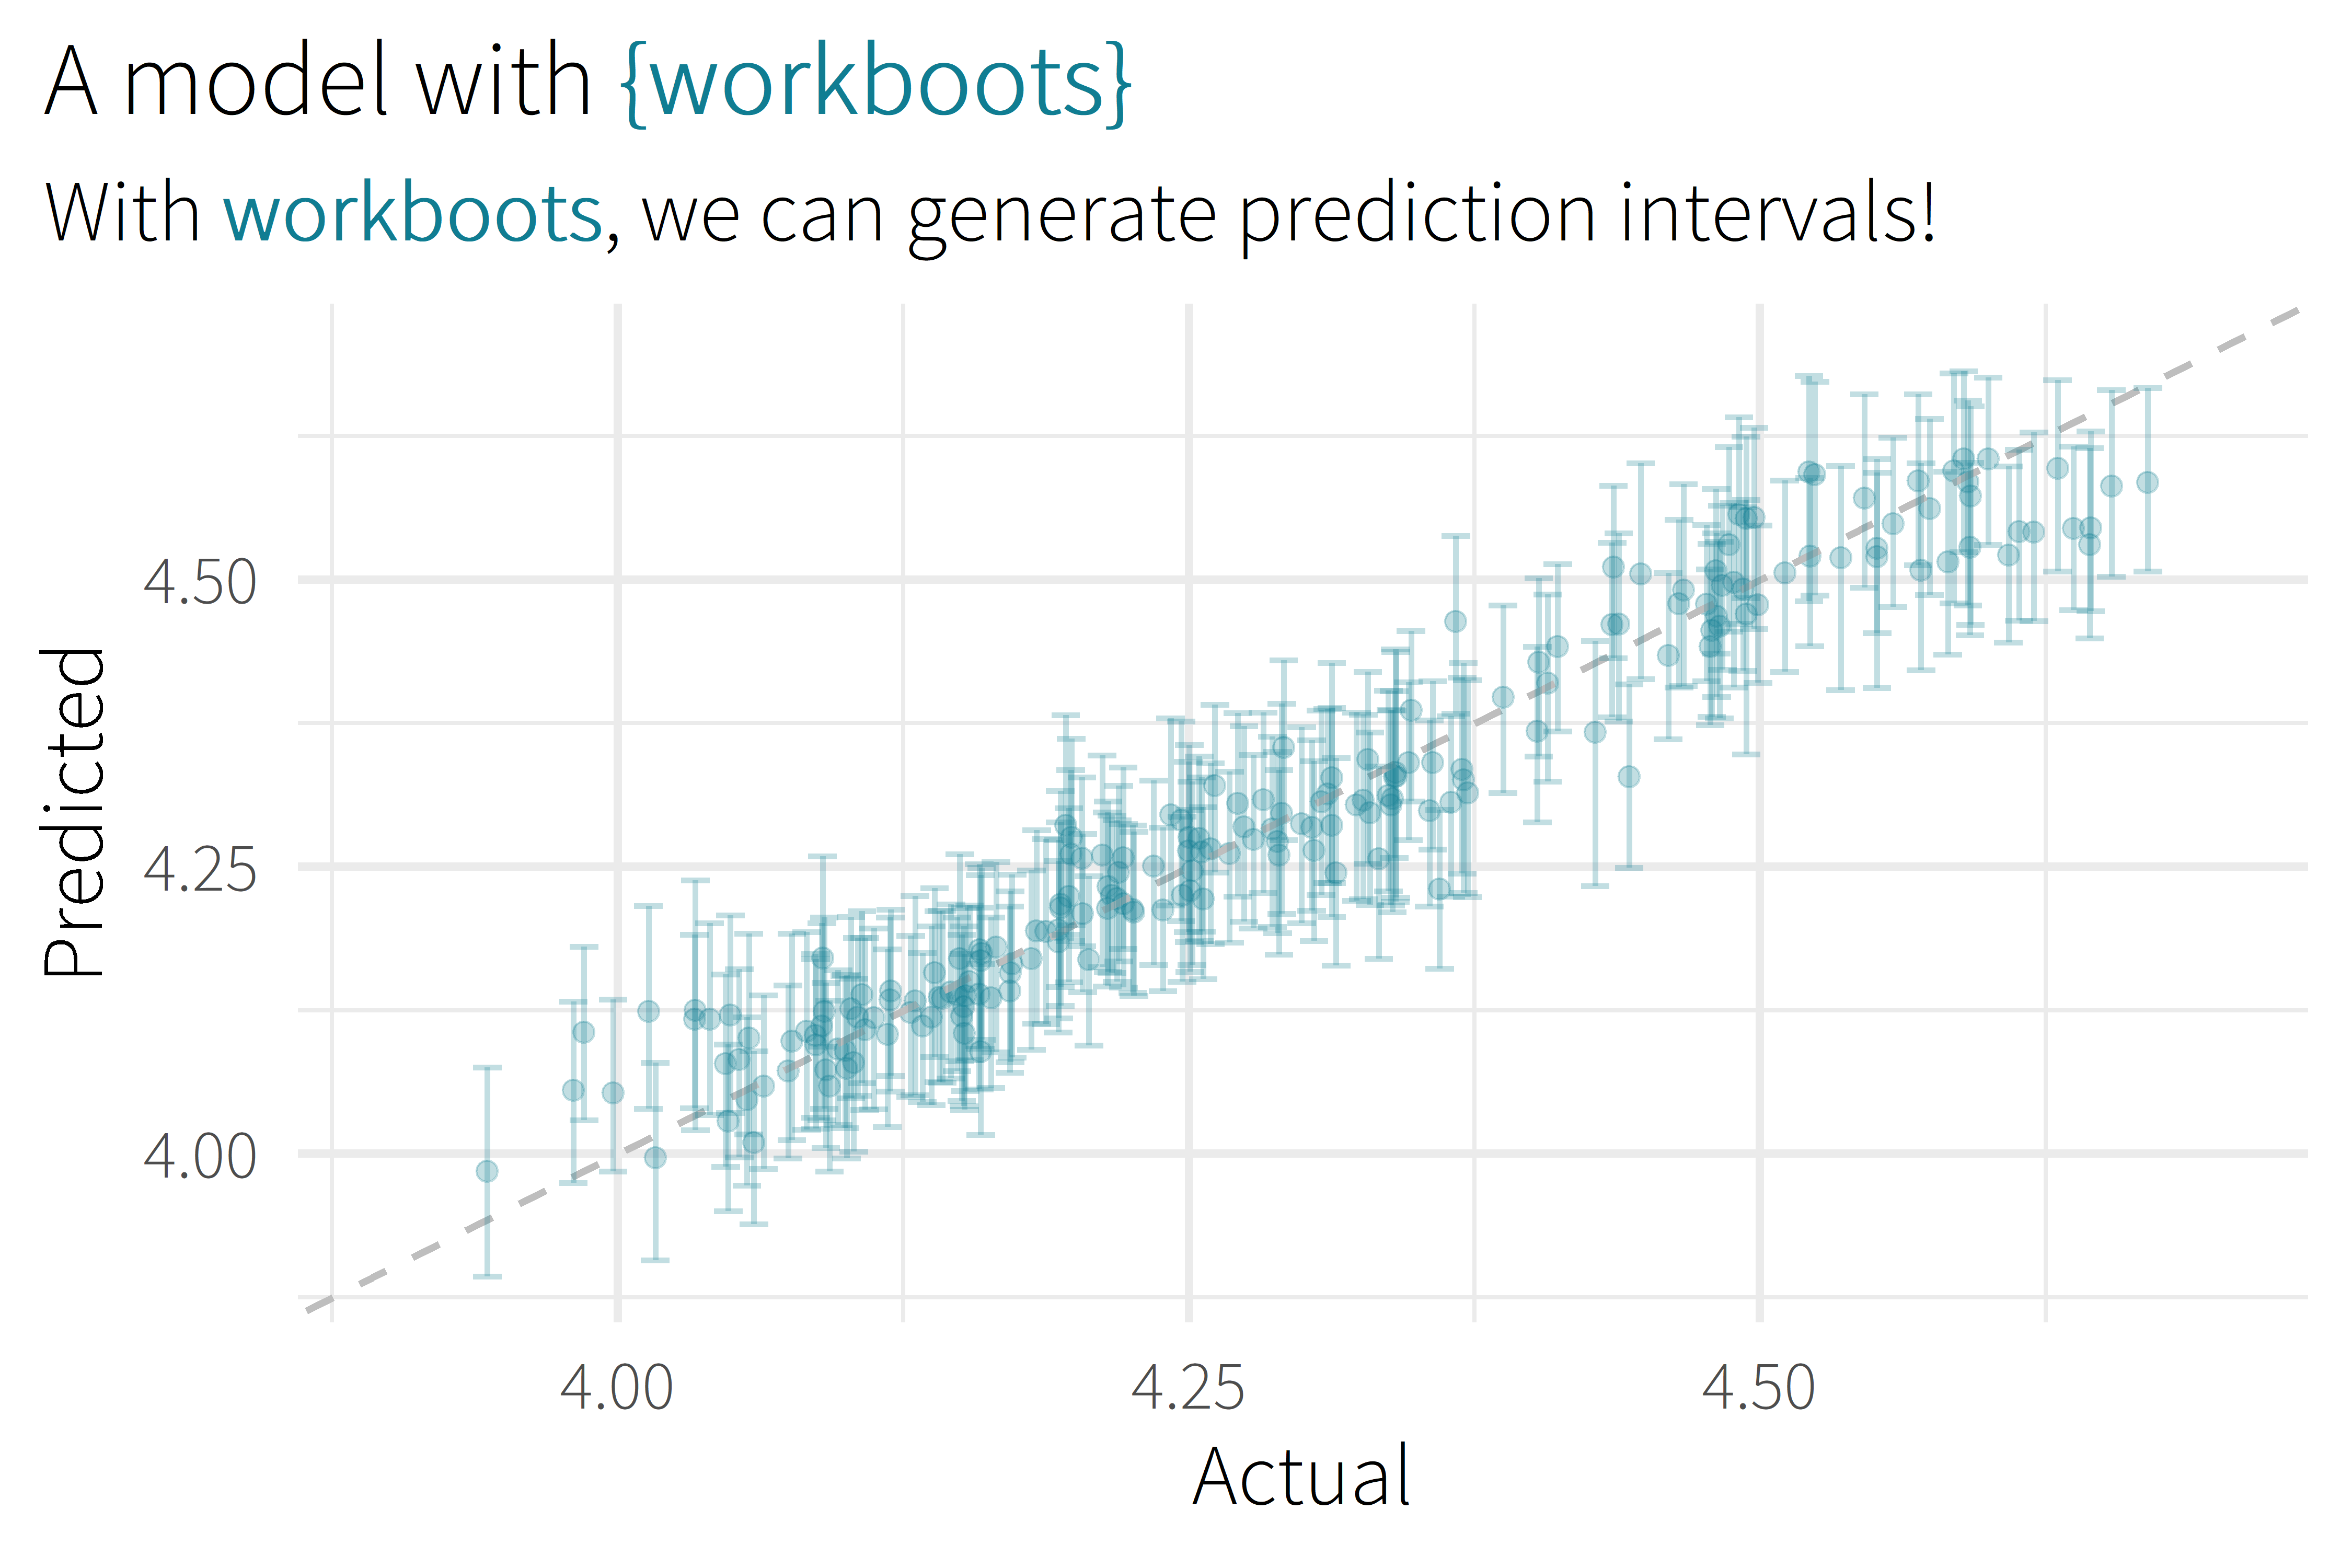 A model with {workboots}
With workboots, we can generate prediction intervals!
Predicted
4.50
4.25
4.00
4.00 4.25 4.50
Actual